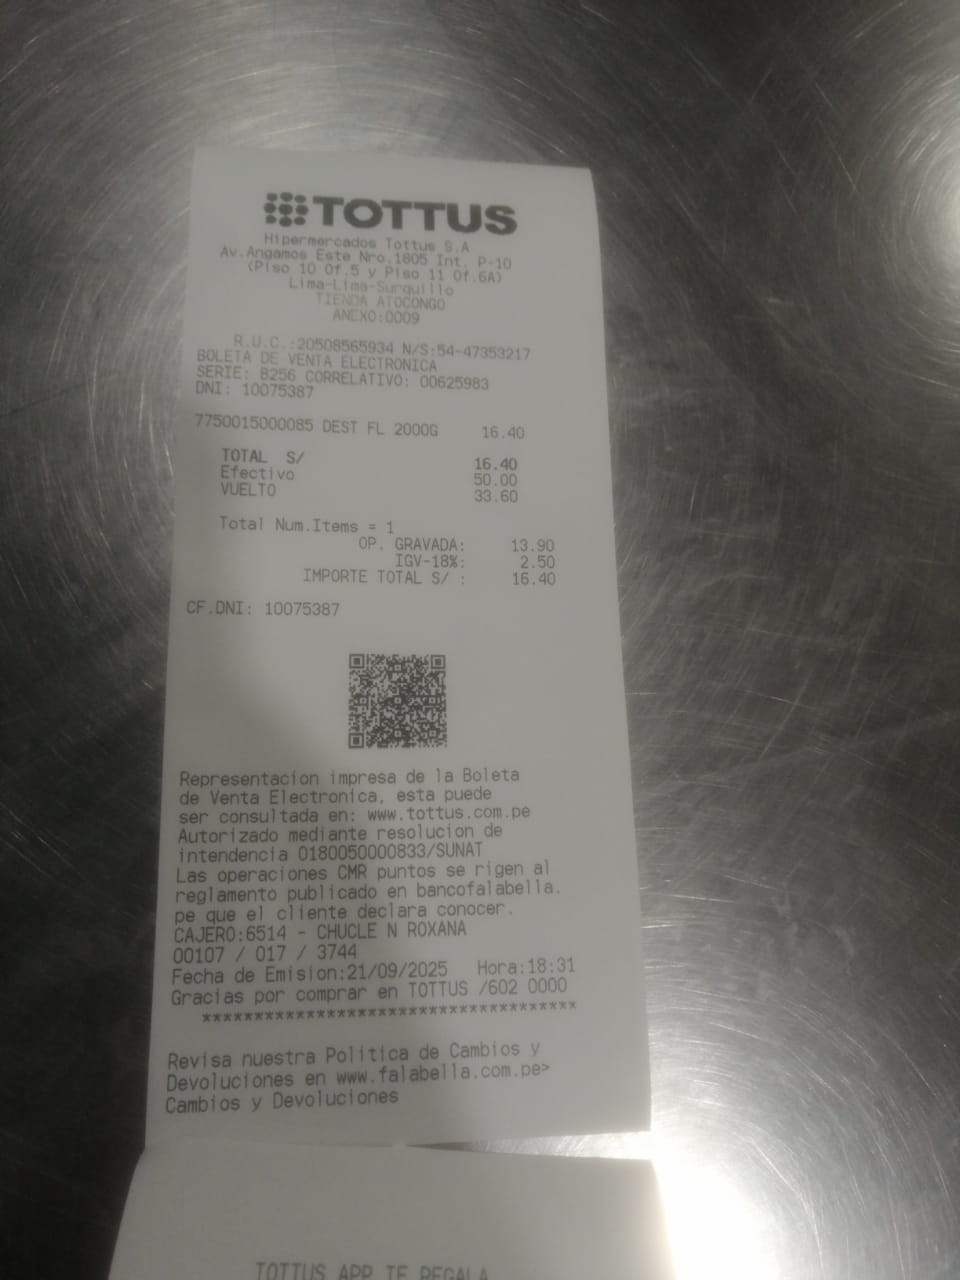 TOTTUS
Hipermercados Tottus S.A
Av.Angamos Este Nro.1805 Int. P-10
(Piso 10 Of.5 y Piso 11 Of.6A)
Lima-Lima-Surquillo
TIENDA ATOCONGO
ANEXO:0009
R.U.C.:20508565934 N/S:54-47353217
BOLETA DE VENTA ELECTRONICA
SERIE: B256 CORRELATIVO: 00625983
DNI: 10075387
7750015000085 DEST FL 2000G 16.40
TOTAL S/ 16.40
Efectivo 50.00
VUELTO 33.60
Total Num.Items = 1
OP. GRAVADA: 13.90
IGV-18%: 2.50
IMPORTE TOTAL S/ : 16.40
CF.DNI: 10075387
Representacion impresa de la Boleta
de Venta Electronica, esta puede
ser consultada en: www.tottus.com.pe
Autorizado mediante resolucion de
intendencia 0180050000833/SUNAT
Las operaciones CMR puntos se rigen al
reglamento publicado en bancofalabella.
pe que el cliente declara conocer.
CAJERO:6514 - CHUCLE N ROXANA
00107 / 017 / 3744
Fecha de Emision:21/09/2025 Hora:18:31
Gracias por comprar en TOTTUS /602 0000
************************************
Revisa nuestra Politica de Cambios y
Devoluciones en www.falabella.com.pe>
Cambios y Devoluciones
TOTTUS APP TE REGALA